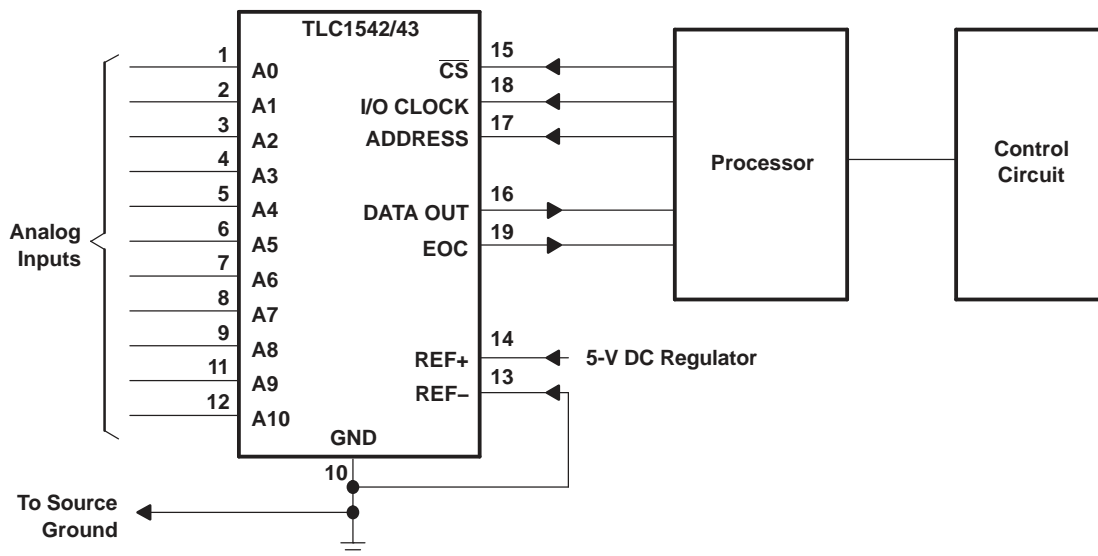 TLC1542/43
1
A0
2
A1
3
A2
4
A3
5
A4
6
A5
7
A6
8
A7
9
A8
11
A9
12
A10
Analog
Inputs
15
CS
18
I/O CLOCK
17
ADDRESS
16
DATA OUT
19
EOC
14
REF+
5-V DC Regulator
13
REF–
GND
10
To Source
Ground
Processor
Control
Circuit